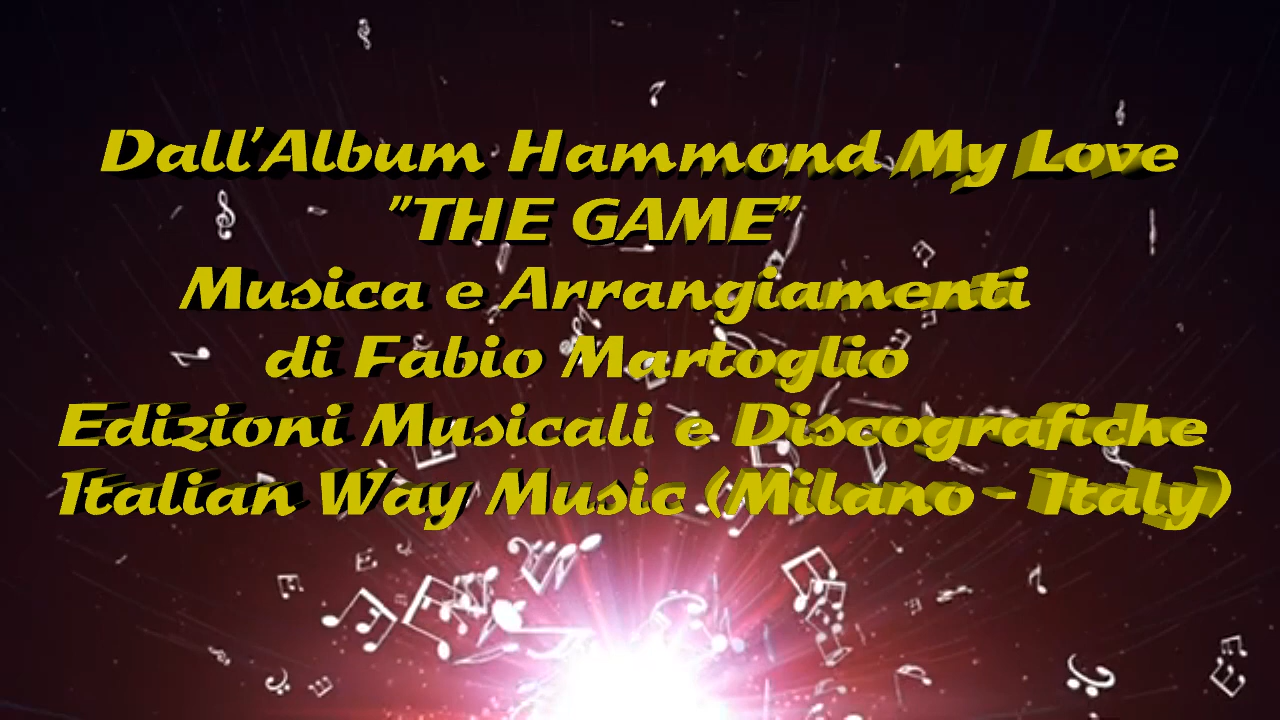 Dall'Album Hammond My Love
"THE GAME"
Musica e Arrangiamenti
di Fabio Martoglio
Edizioni Musicali e Discografiche
Italian Way Music (Milano - Italy)